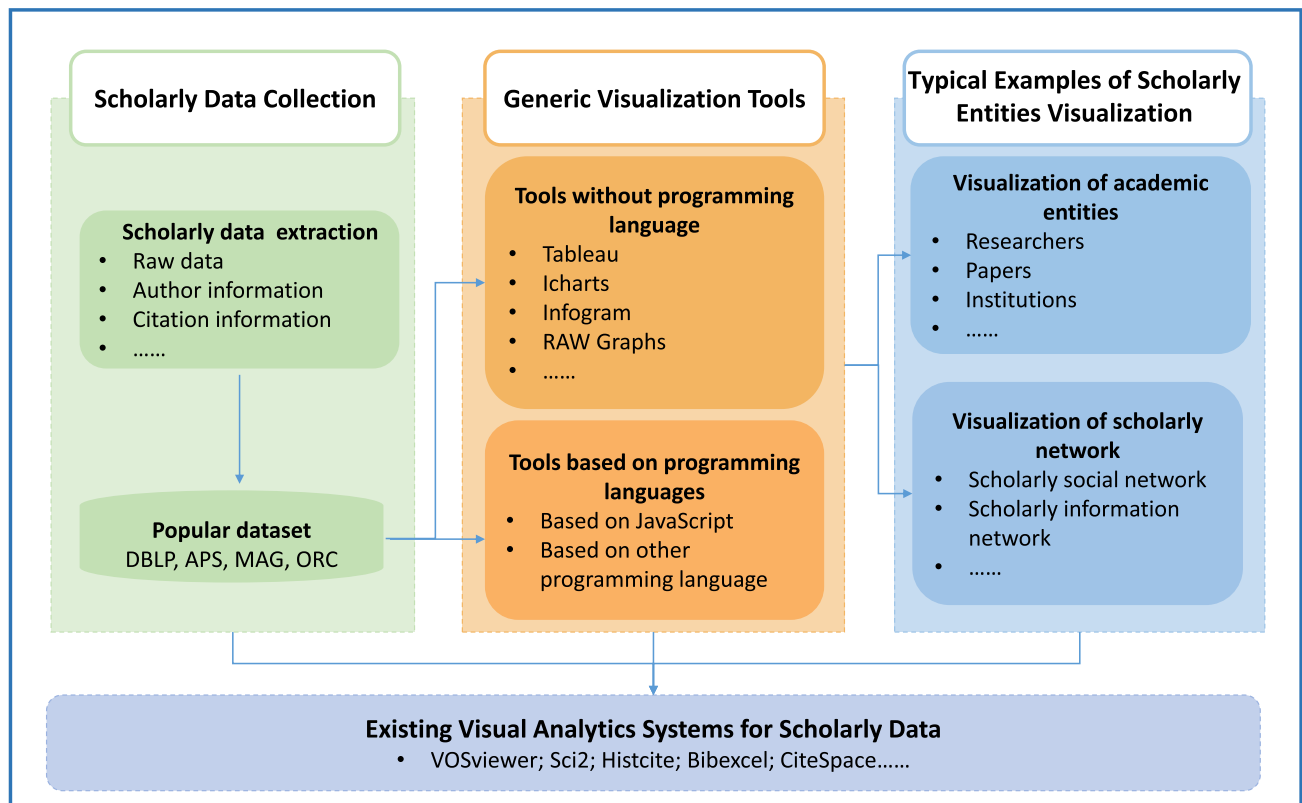 Scholarly Data Collection
Scholarly data extraction
• Raw data
• Author information
• Citation information
• ......
Popular dataset
DBLP, APS, MAG, ORC
Generic Visualization Tools
Tools without programming
language
• Tableau
• Icharts
• Infogram
• RAW Graphs
• ......
Tools based on programming
languages
• Based on JavaScript
• Based on other
programming language
Typical Examples of Scholarly
Entities Visualization
Visualization of academic
entities
• Researchers
• Papers
• Institutions
• ......
Visualization of scholarly
network
• Scholarly social network
• Scholarly information
network
• ......
Existing Visual Analytics Systems for Scholarly Data
• VOSviewer; Sci2; Histcite; Bibexcel; CiteSpace......